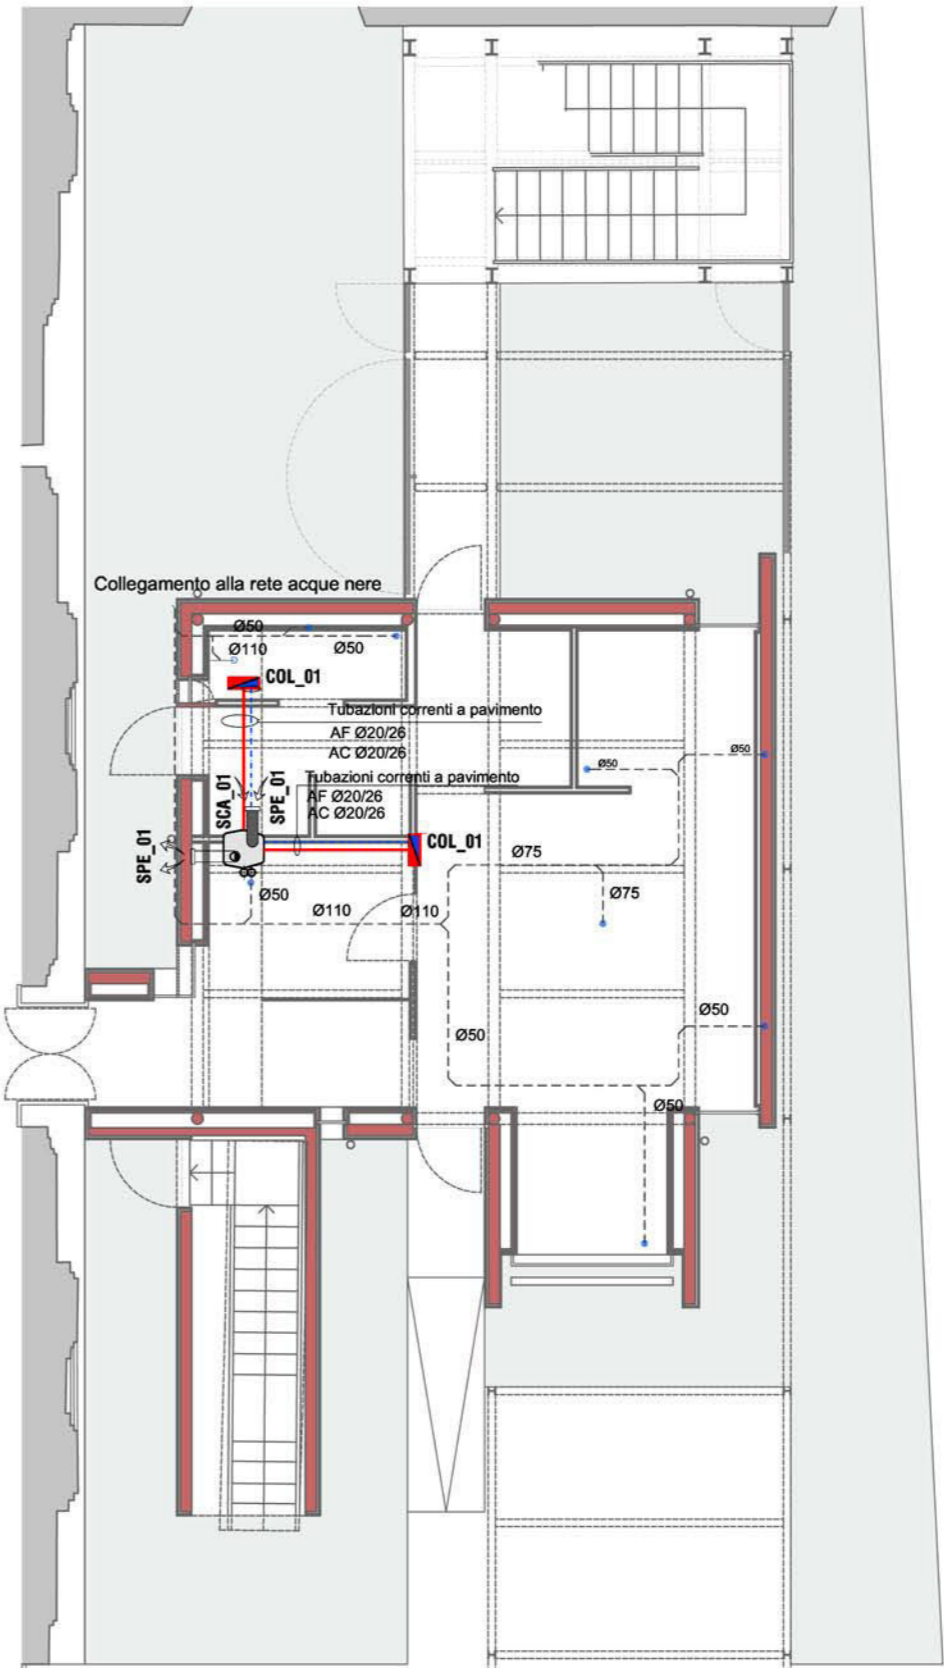 Collegamento alla rete acque nere
Ø50
Ø110
Ø50
COL_01
Tubazioni correnti a pavimento
AF Ø20/26
AC Ø20/26
Ø50
Ø50
Tubazioni correnti a pavimento
AF Ø20/26
AC Ø20/26
SCA_01
SPE_01
SPE_01
COL_01
Ø75
Ø50
Ø110
Ø110
Ø75
Ø50
Ø50
Ø50